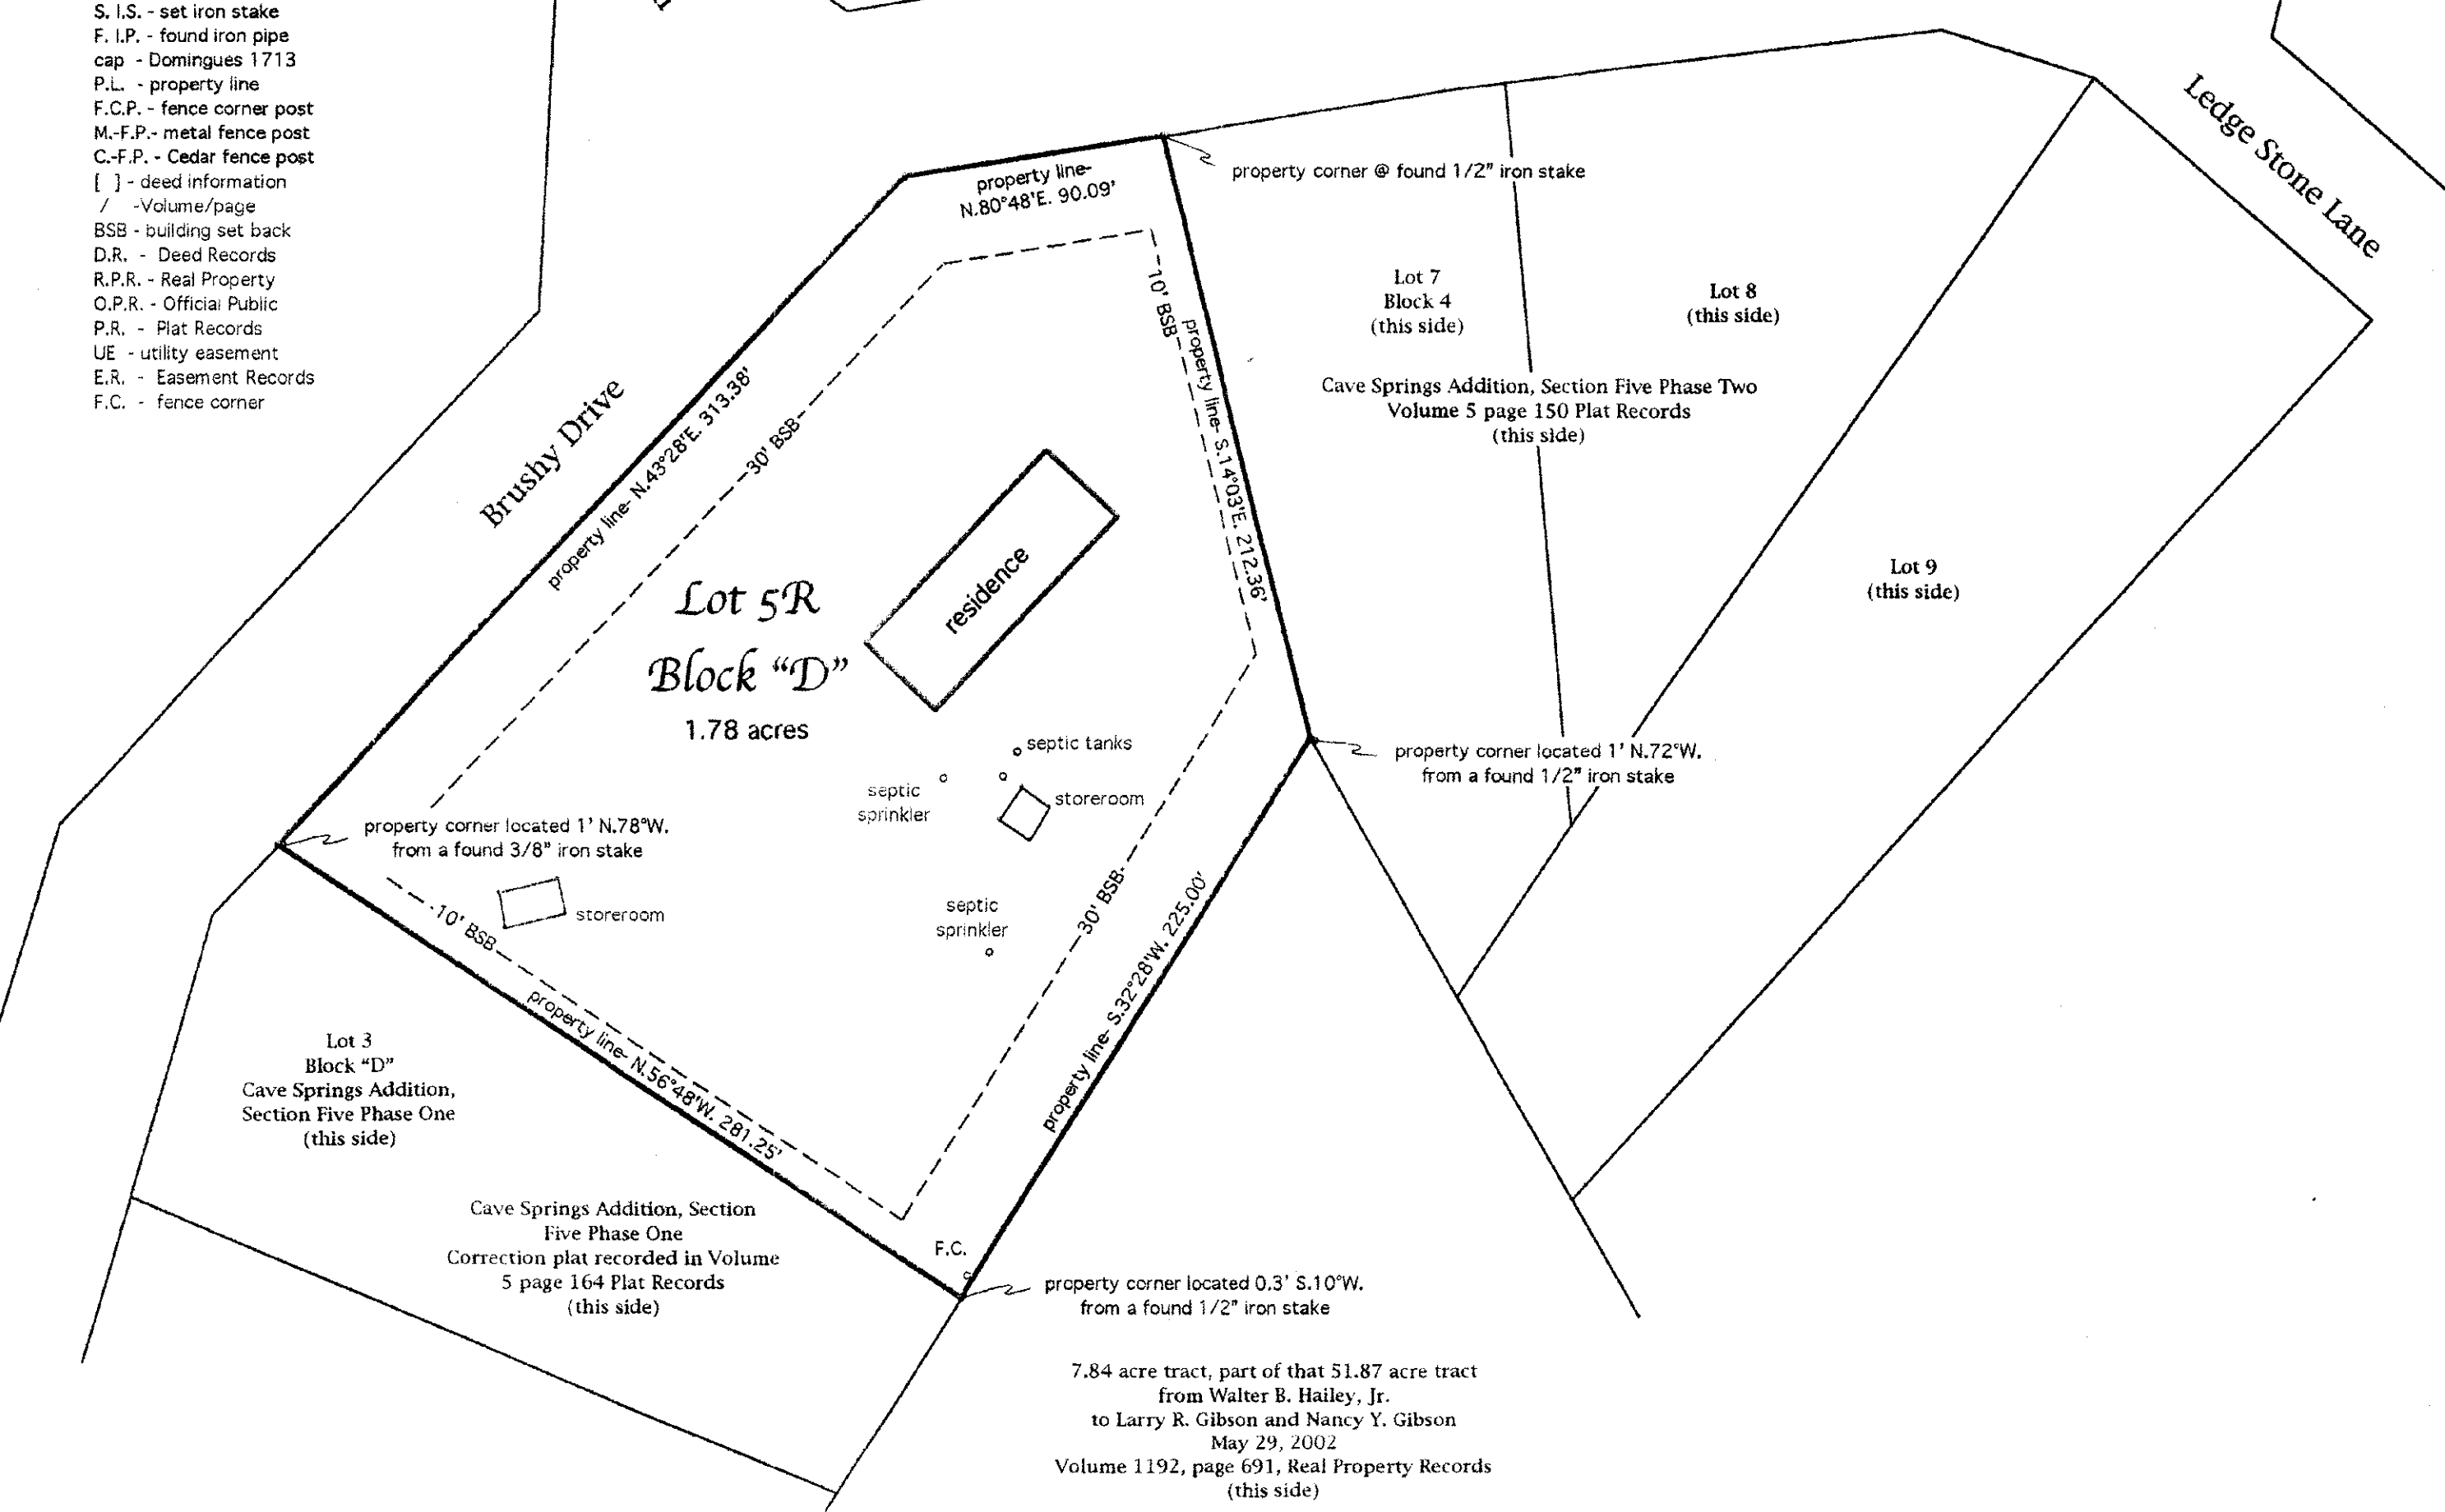 S. I.S. - set iron stake
F. I.P. - found iron pipe
cap - Domingues 1713
P.L. - property line
F.C.P. - fence corner post
M.-F.P.- metal fence post
C.-F.P. - Cedar fence post
[ ] - deed information
/ -Volume/page
BSB - building set back
D.R. - Deed Records
R.P.R. - Real Property
O.P.R. - Official Public
P.R. - Plat Records
UE - utility easement
E.R. - Easement Records
F.C. - fence corner
Ledge Stone Lane
property line-
N.80°48'E. 90.09'
property corner @ found 1/2" iron stake
10' BSB
property line- S.14°03'E. 212.36'
Lot 7
Block 4
(this side)
Lot 8
(this side)
Cave Springs Addition, Section Five Phase Two
Volume 5 page 150 Plat Records
(this side)
Brushy Drive
property line- N.43°28'E. 313.38'
30' BSB
residence
Lot 5R
Block "D"
1.78 acres
Lot 9
(this side)
septic tanks
septic
sprinkler
storeroom
property corner located 1' N.72°W.
from a found 1/2" iron stake
property corner located 1' N.78°W.
from a found 3/8" iron stake
storeroom
10' BSB
septic
sprinkler
30' BSB
property line- S.32°28'W. 225.00'
property line- N.56°48'W. 281.25'
Lot 3
Block "D"
Cave Springs Addition,
Section Five Phase One
(this side)
Cave Springs Addition, Section
Five Phase One
Correction plat recorded in Volume
5 page 164 Plat Records
(this side)
F.C.
property corner located 0.3' S.10°W.
from a found 1/2" iron stake
7.84 acre tract, part of that 51.87 acre tract
from Walter B. Hailey, Jr.
to Larry R. Gibson and Nancy Y. Gibson
May 29, 2002
Volume 1192, page 691, Real Property Records
(this side)